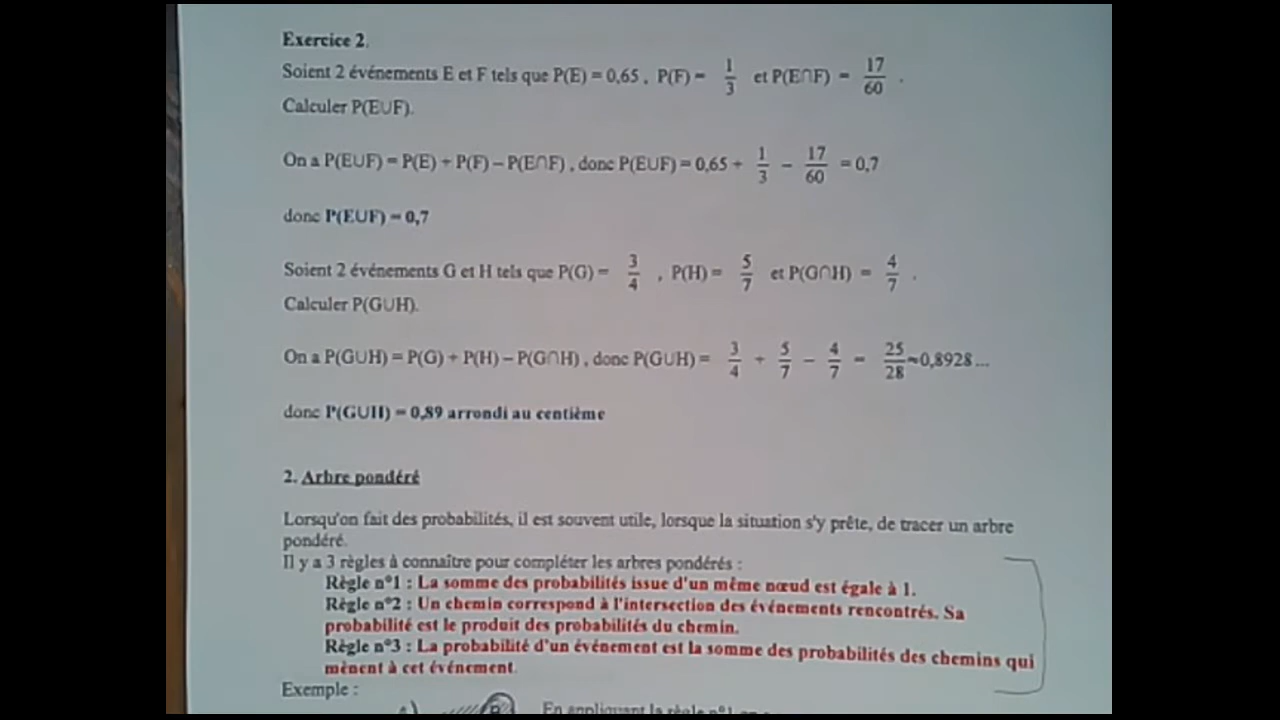 Exercice 2.
Soient 2 événements E et F tels que P(E) = 0,65 , P(F) = 1/3 et P(E∩F) = 17/60 .
Calculer P(E∪F).
On a P(E∪F) = P(E) + P(F) – P(E∩F) , donc P(E∪F) = 0,65 + 1/3 – 17/60 = 0,7
donc P(E∪F) = 0,7
Soient 2 événements G et H tels que P(G) = 3/4 , P(H) = 5/7 et P(G∩H) = 4/7 .
Calculer P(G∪H).
On a P(G∪H) = P(G) + P(H) – P(G∩H) , donc P(G∪H) = 3/4 + 5/7 – 4/7 = 25/28 ≈0,8928 ...
donc P(G∪H) = 0,89 arrondi au centième
2. Arbre pondéré
Lorsqu'on fait des probabilités, il est souvent utile, lorsque la situation s'y prête, de tracer un arbre
pondéré.
Il y a 3 règles à connaître pour compléter les arbres pondérés :
Règle n°1 : La somme des probabilités issue d'un même nœud est égale à 1.
Règle n°2 : Un chemin correspond à l'intersection des événements rencontrés. Sa
probabilité est le produit des probabilités du chemin.
Règle n°3 : La probabilité d'un événement est la somme des probabilités des chemins qui
mènent à cet événement.
Exemple :
En appliquant la règle n°1